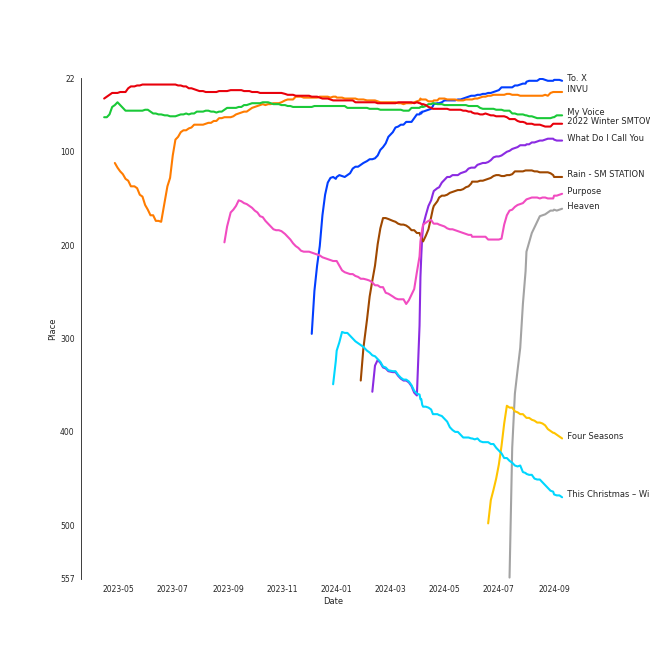 22
100
200
300
400
500
557
Place
To. X
INVU
My Voice
2022 Winter SMTOW
What Do I Call You
Rain - SM STATION
Purpose
Heaven
Four Seasons
This Christmas – Wi
2023-05
2023-07
2023-09
2023-11
2024-01
2024-03
2024-05
2024-07
2024-09
Date